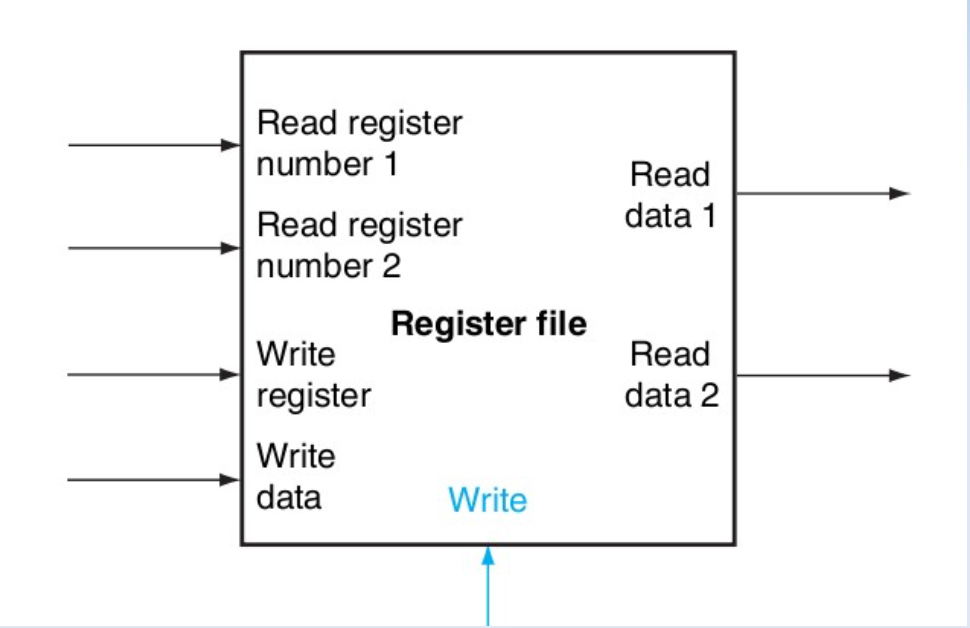 Read register
number 1
Read register
number 2
Read
data 1
Register file
Write
register
Read
data 2
Write
data
Write